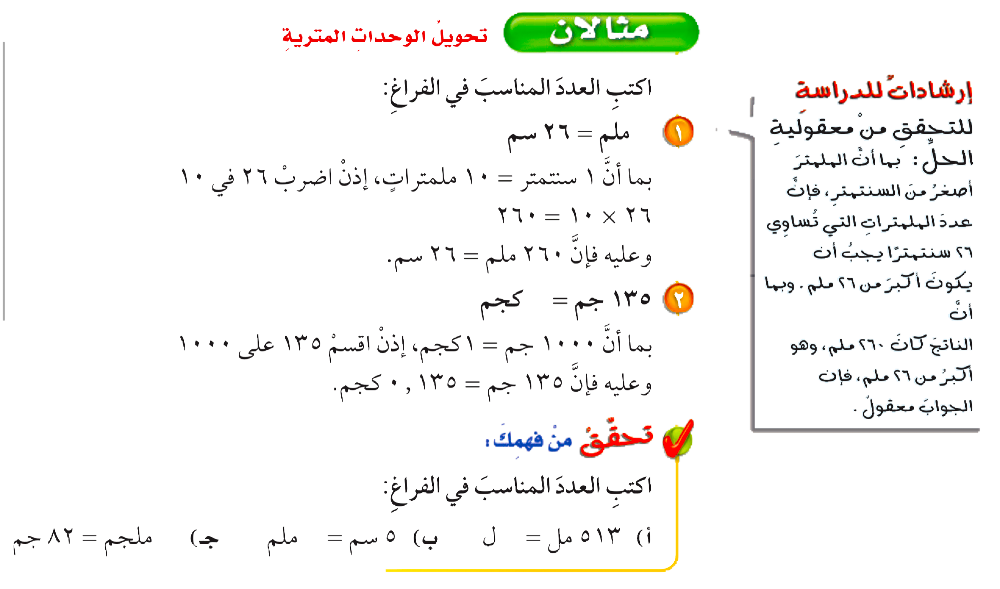 مثالان تحويلُ الوحداتِ المتريةِ
اكتبِ العددَ المناسبَ في الفراغِ:
١ ملم = ٢٦ سم
بما أنَّ ١ سنتمتر = ١٠ ملمتراتٍ، إذنْ اضربْ ٢٦ في ١٠
٢٦ × ١٠ = ٢٦٠
وعليه فإنَّ ٢٦٠ ملم = ٢٦ سم.
٢ ١٣٥ جم = كجم
بما أنَّ ١٠٠٠ جم = ١ كجم، إذنْ اقسمْ ١٣٥ على ١٠٠٠
وعليه فإنَّ ١٣٥ جم = ٠,١٣٥ كجم.
إرشاداتٌ للدراسةِ
للتحققِ منْ معقوليةِ
الحلِّ: بما أنَّ الملمترَ
أصغرُ منَ السنتمترِ، فإنَّ
عددَ الملمتراتِ التي تُساوِي
٢٦ سنتمترًا يجبُ أن
يكونَ أكبرَ من ٢٦ ملم. وبما
أنَّ
الناتجَ كانَ ٢٦٠ ملم، وهو
أكبرُ من ٢٦ ملم، فإن
الجوابَ معقولٌ.
تحقَّقْ منْ فهمِكَ:
اكتبِ العددَ المناسبَ في الفراغِ:
أ) ٥١٣ مل = ل ب) ٥ سم = ملم جـ) ملجم = ٨٢ جم